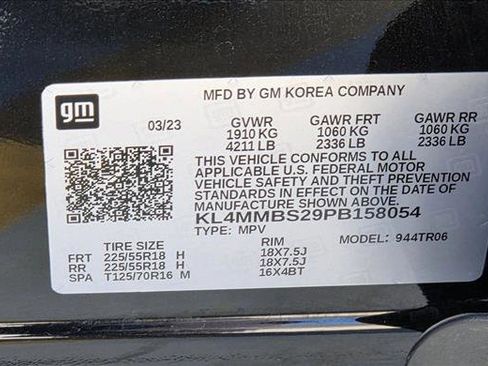 gm
MFD BY GM KOREA COMPANY
03/23 GVWR GAWR FRT GAWR RR
1910 KG 1060 KG 1060 KG
4211 LB 2336 LB 2336 LB
THIS VEHICLE CONFORMS TO ALL
APPLICABLE U.S. FEDERAL MOTOR
VEHICLE SAFETY AND THEFT PREVENTION
STANDARDS IN EFFECT ON DATE OF
MANUFACTURE SHOWN ABOVE.
KL4MMBS29PB158054
TYPE: MPV MODEL: 944TR06
TIRE SIZE RIM
FRT 225/55R18 H 18X7.5J
RR 225/55R18 H 18X7.5J
SPA T125/70R16 M 16X4BT